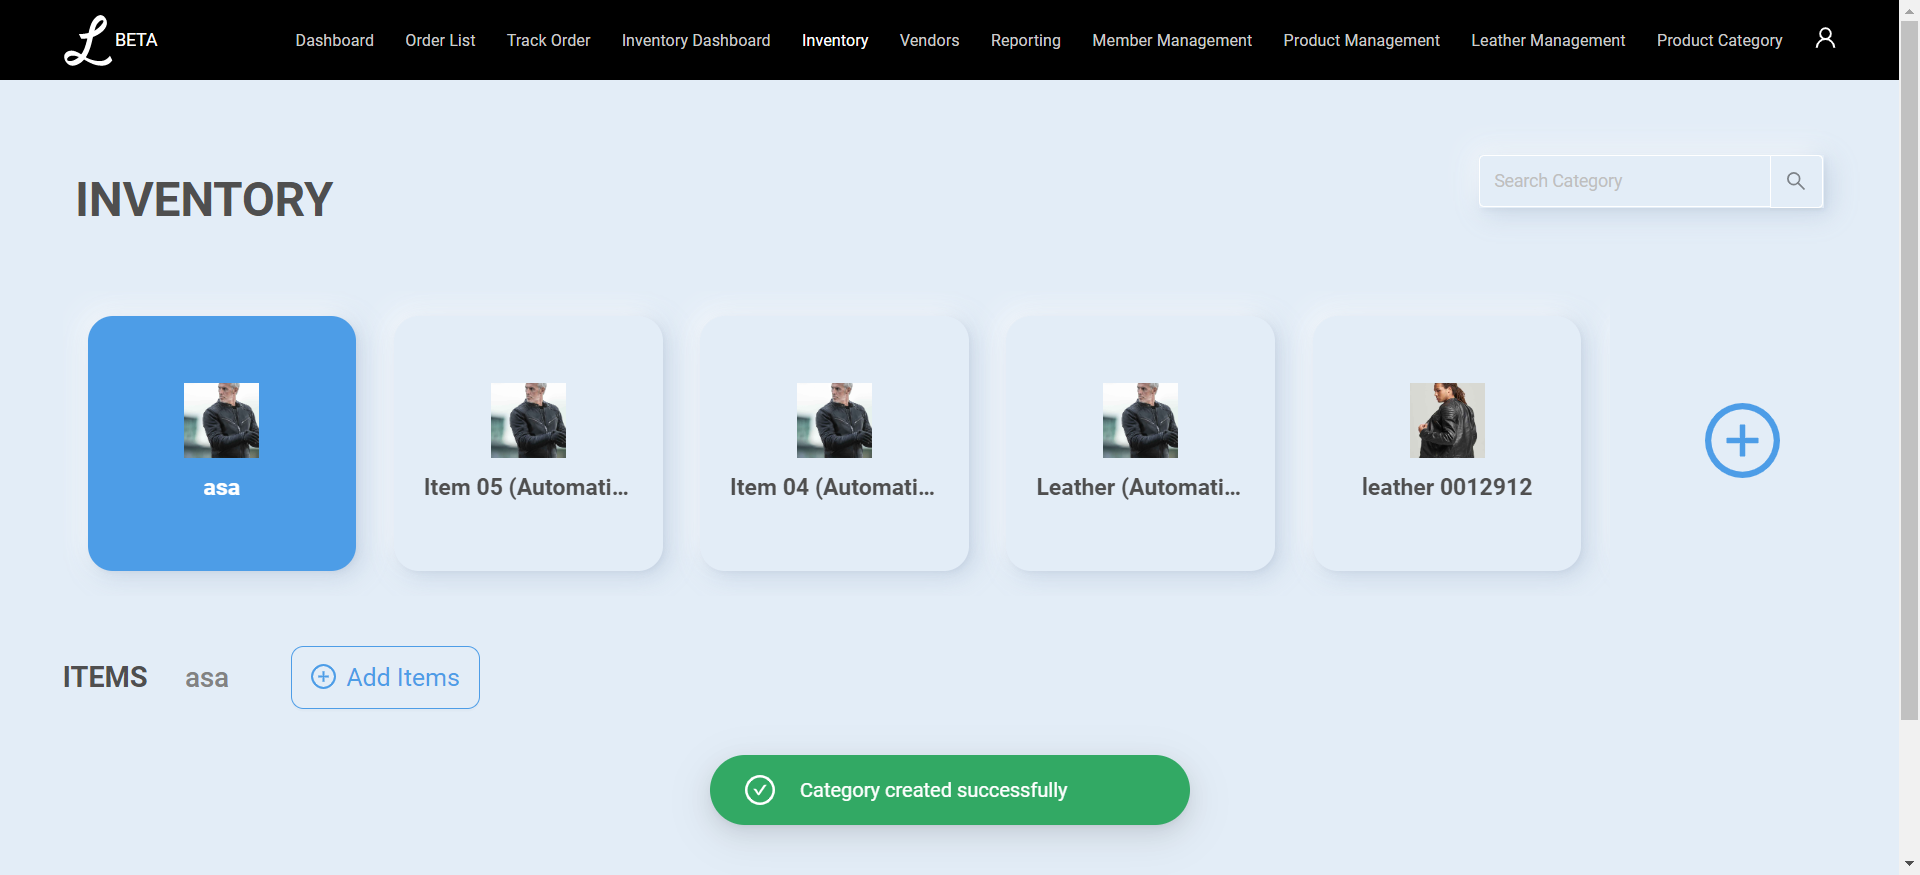 L BETA
Dashboard
Order List
Track Order
Inventory Dashboard
Inventory
Vendors
Reporting
Member Management
Product Management
Leather Management
Product Category
INVENTORY
Search Category
asa
Item 05 (Automati...
Item 04 (Automati...
Leather (Automati...
leather 0012912
ITEMS
asa
Add Items
Category created successfully